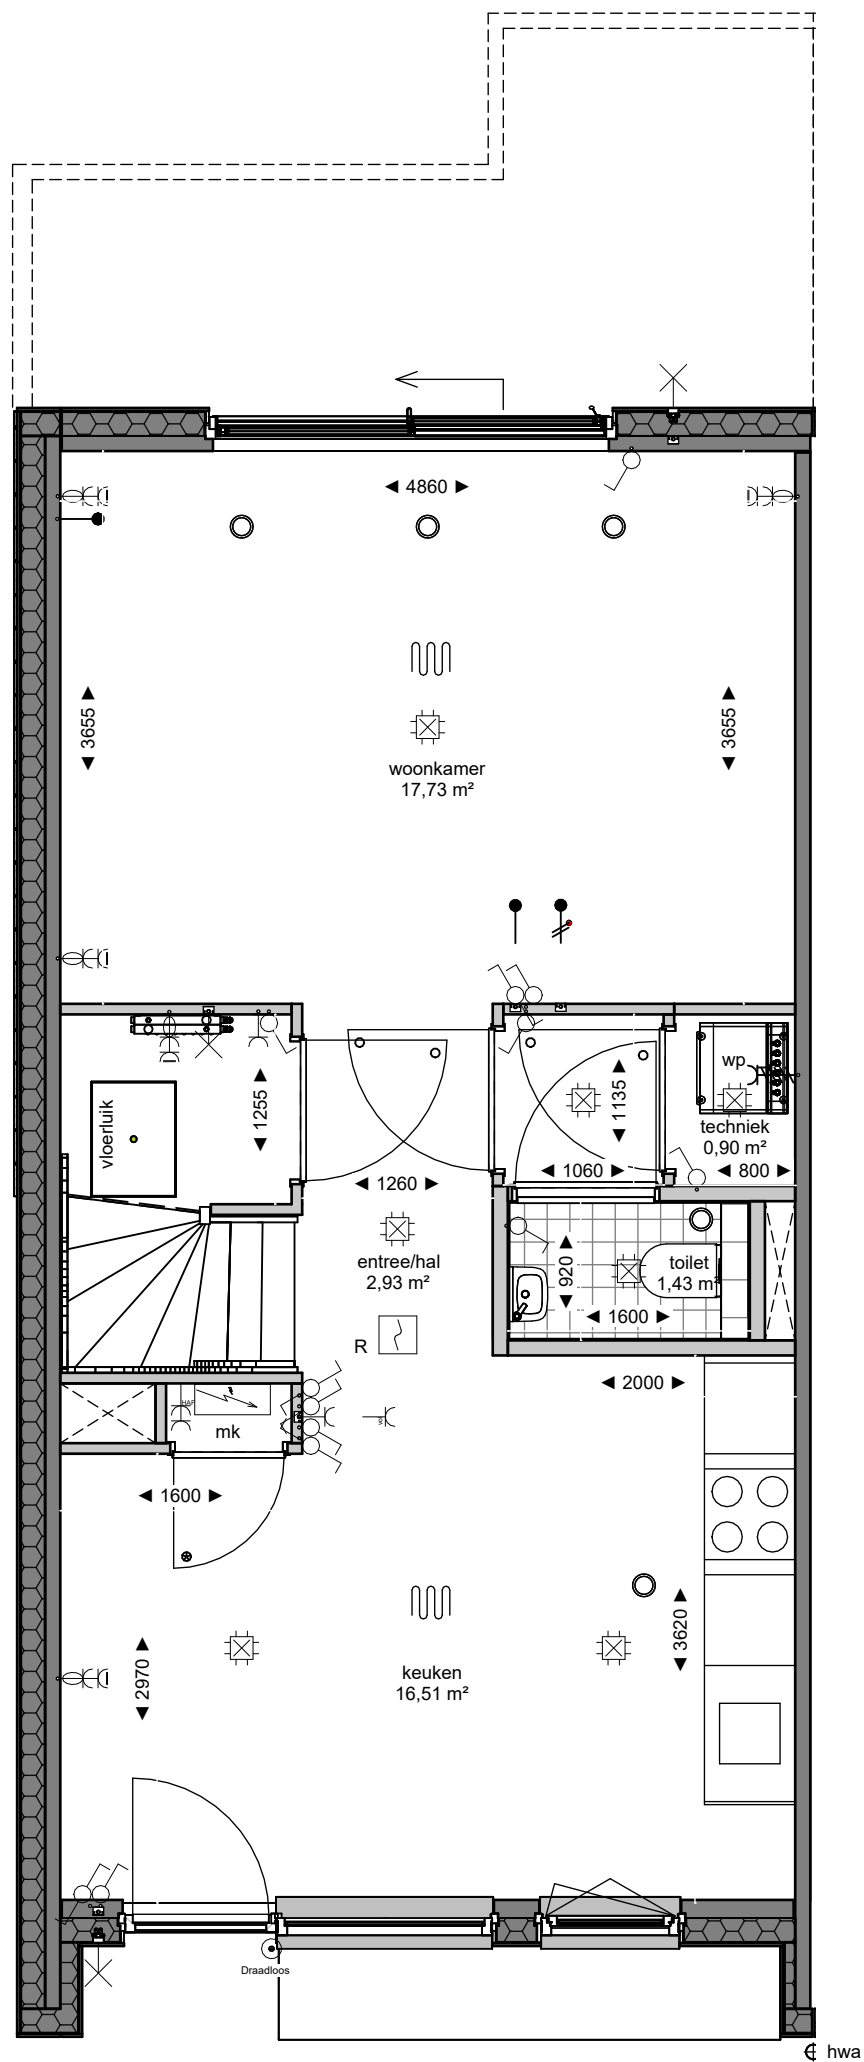 ◄ 4860 ►
◄ 3655 ►
◄ 3655 ►
woonkamer
17,73 m²
vloerluik
◄ 1255 ►
◄ 1135 ►
wp
techniek
0,90 m²
◄ 1260 ►
◄ 1060 ►
◄ 800 ►
entree/hal
2,93 m²
◄ 920 ►
toilet
1,43 m²
◄ 1600 ►
R
◄ 2000 ►
HAF
mk
◄ 1600 ►
◄ 3620 ►
◄ 2970 ►
keuken
16,51 m²
Draadloos
hwa